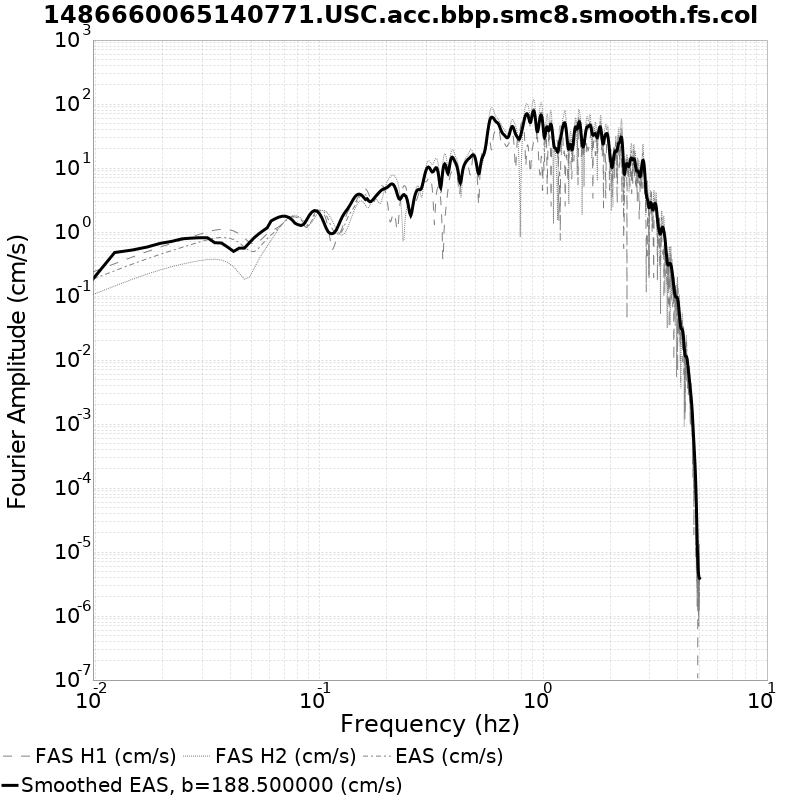 14866660065140771.USC.acc.bbp.smc8.smooth.fs.col
10^3
10^2
10^1
10^0
10^-1
10^-2
10^-3
10^-4
10^-5
10^-6
10^-7
Fourier Amplitude (cm/s)
10^-2 10^-1 10^0 10^1
Frequency (hz)
FAS H1 (cm/s) FAS H2 (cm/s) EAS (cm/s)
Smoothed EAS, b=188.500000 (cm/s)